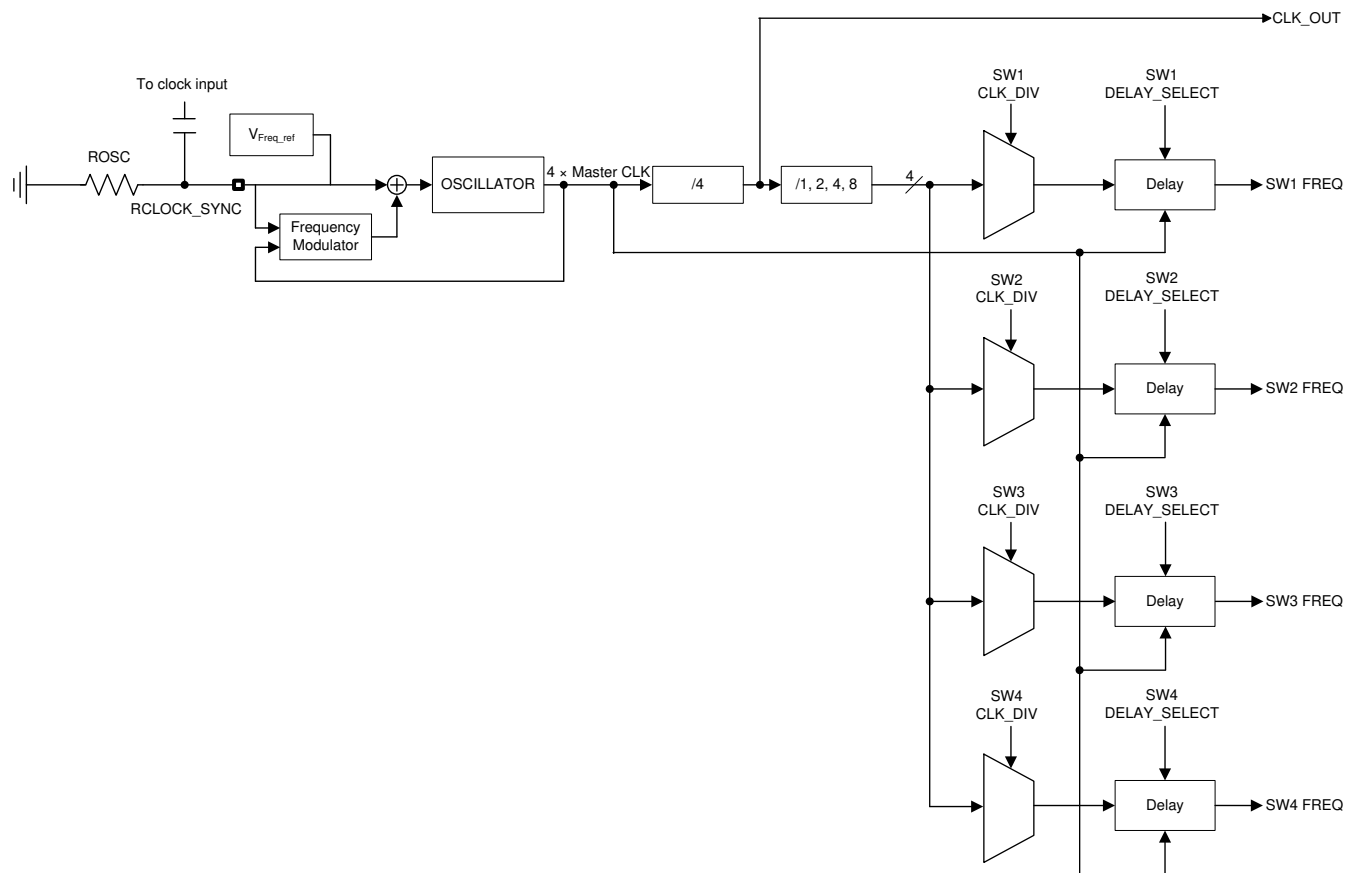 CLK_OUT
To clock input
SW1
CLK_DIV
SW1
DELAY_SELECT
VFreq_ref
ROSC
RCLOCK_SYNC
Frequency
Modulator
OSCILLATOR
4 × Master CLK
/4
/1, 2, 4, 8
4
Delay
SW1 FREQ
SW2
CLK_DIV
SW2
DELAY_SELECT
Delay
SW2 FREQ
SW3
CLK_DIV
SW3
DELAY_SELECT
Delay
SW3 FREQ
SW4
CLK_DIV
SW4
DELAY_SELECT
Delay
SW4 FREQ